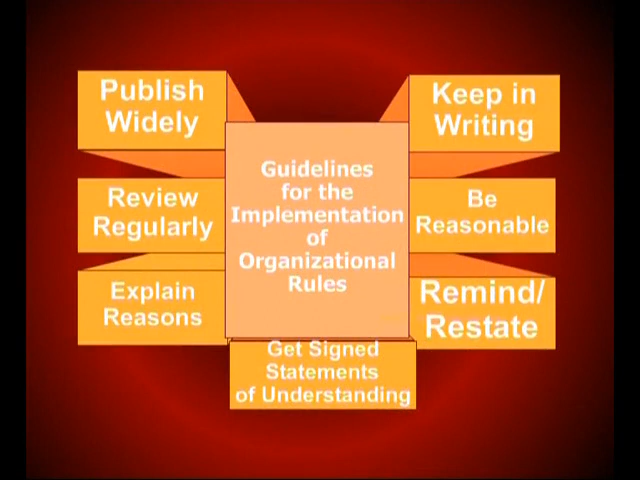 Publish
Widely
Keep in
Writing
Guidelines
for the
Implementation
of
Organizational
Rules
Review
Regularly
Be
Reasonable
Explain
Reasons
Remind/
Restate
Get Signed
Statements
of Understanding